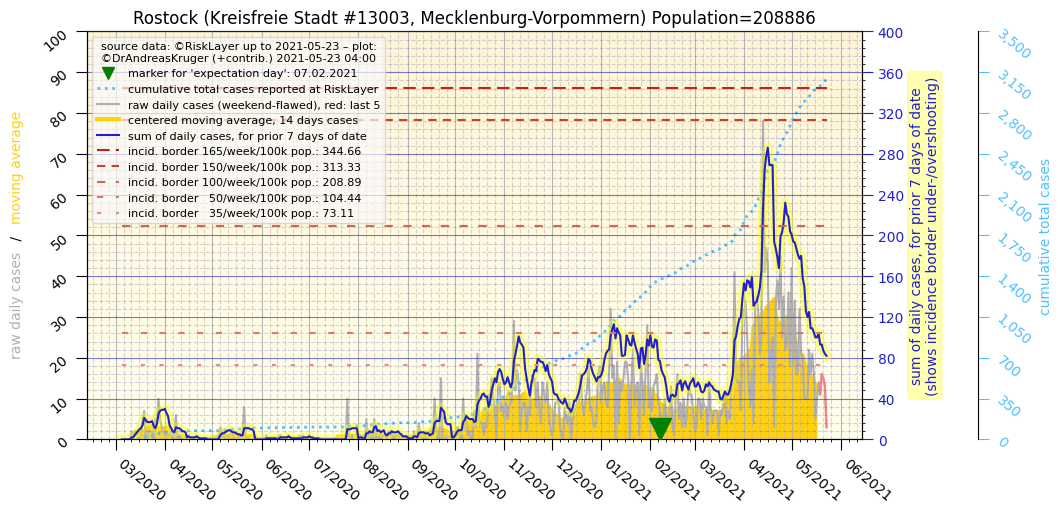 Rostock (Kreisfreie Stadt #13003, Mecklenburg-Vorpommern) Population=208886
source data: ©RiskLayer up to 2021-05-23 – plot:
©DrAndreasKruger (+contrib.) 2021-05-23 04:00
marker for 'expectation day': 07.02.2021
cumulative total cases reported at RiskLayer
raw daily cases (weekend-flawed), red: last 5
centered moving average, 14 days cases
sum of daily cases, for prior 7 days of date
incid. border 165/week/100k pop.: 344.66
incid. border 150/week/100k pop.: 313.33
incid. border 100/week/100k pop.: 208.89
incid. border 50/week/100k pop.: 104.44
incid. border 35/week/100k pop.: 73.11
raw daily cases / moving average
100
90
80
70
60
50
40
30
20
10
0
03/2020
04/2020
05/2020
06/2020
07/2020
08/2020
09/2020
10/2020
11/2020
12/2020
01/2021
02/2021
03/2021
04/2021
05/2021
06/2021
400
360
320
280
240
200
160
120
80
40
0
sum of daily cases, for prior 7 days of date
(shows incidence border under-/overshooting)
3,500
3,150
2,800
2,450
2,100
1,750
1,400
1,050
700
350
0
cumulative total cases